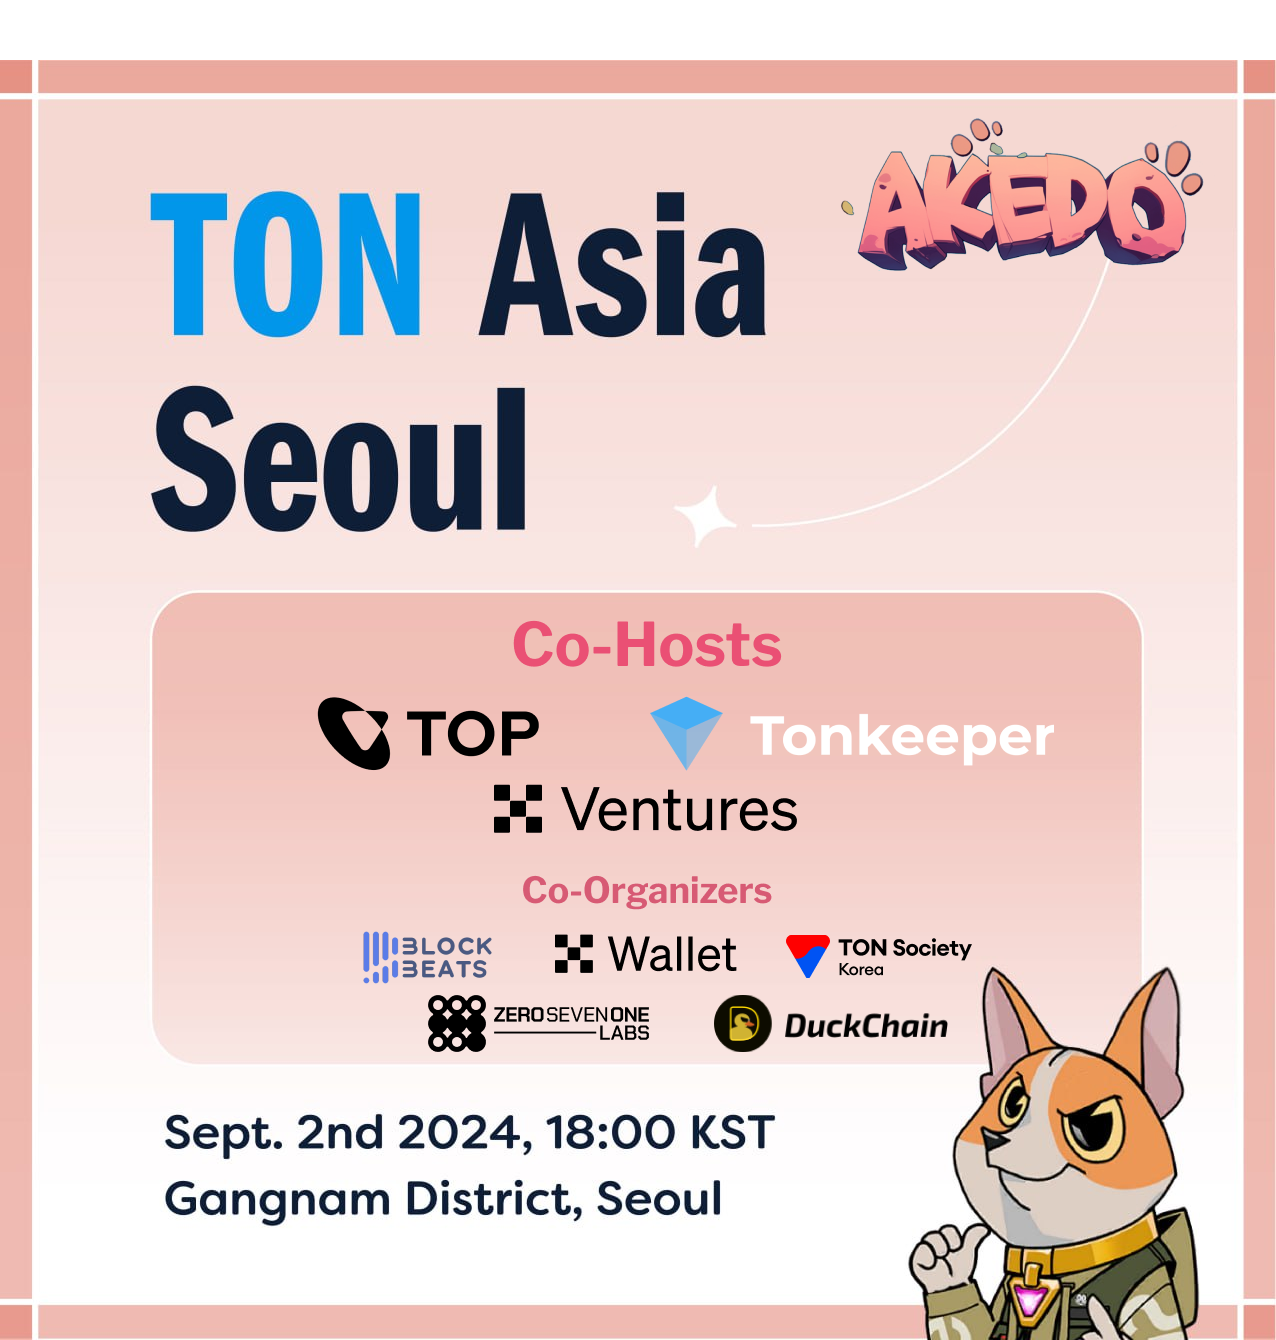 AKEDO
TON Asia
Seoul
Co-Hosts
TOP
Tonkeeper
Ventures
Co-Organizers
BLOCK
BEATS
Wallet
TON Society
Korea
ZEROSEVENONE
LABS
DuckChain
Sept. 2nd 2024, 18:00 KST
Gangnam District, Seoul